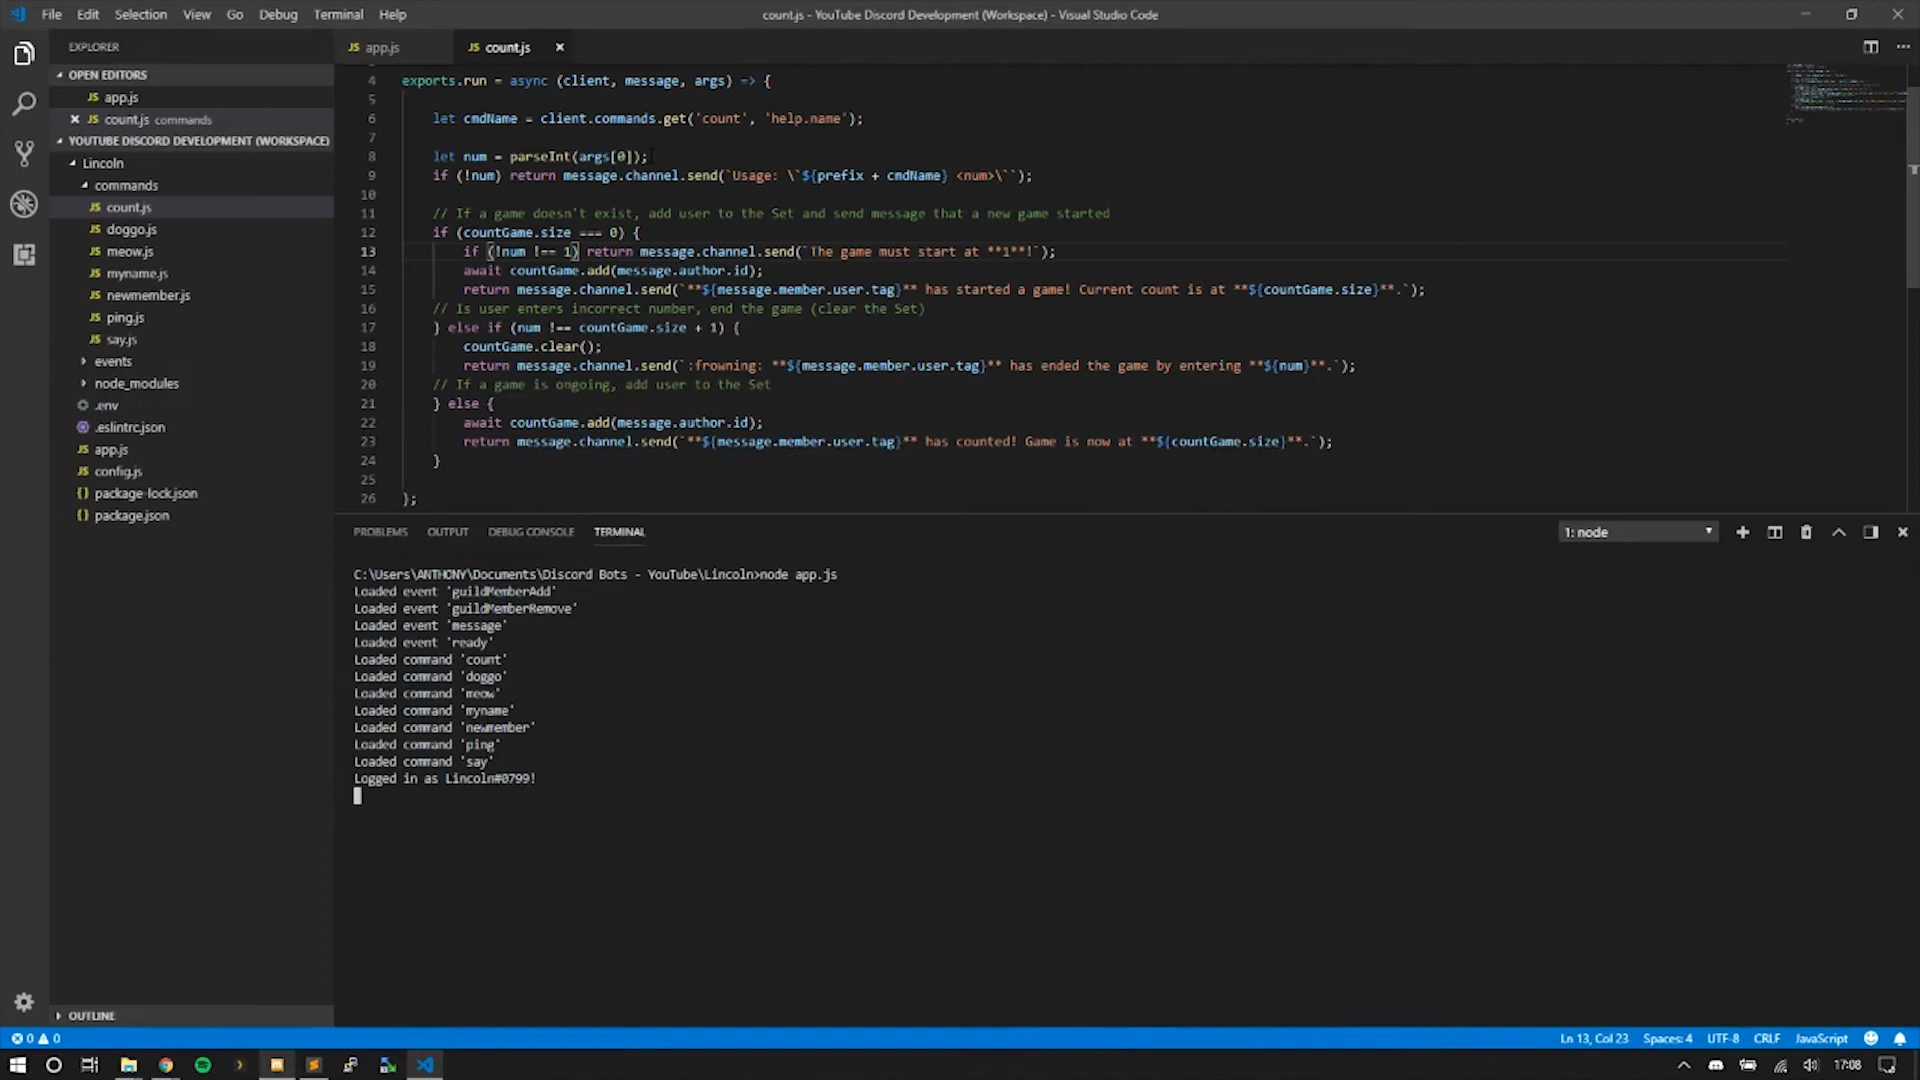 File Edit Selection View Go Debug Terminal Help
count.js - YouTube Discord Development (Workspace) - Visual Studio Code
EXPLORER
OPEN EDITORS
JS app.js
JS count.js commands
YOUTUBE DISCORD DEVELOPMENT (WORKSPACE)
Lincoln
commands
JS count.js
JS doggo.js
JS meow.js
JS myname.js
JS newmember.js
JS ping.js
JS say.js
events
node_modules
.env
.eslintrc.json
JS app.js
JS config.js
{} package-lock.json
{} package.json
OUTLINE
JS app.js
JS count.js
4 exports.run = async (client, message, args) => {
5
6 let cmdName = client.commands.get('count', 'help.name');
7
8 let num = parseInt(args[0]);
9 if (!num) return message.channel.send(`Usage: \`${prefix + cmdName} <num>\``);
10
11 // If a game doesn't exist, add user to the Set and send message that a new game started
12 if (countGame.size === 0) {
13 if (!num !== 1) return message.channel.send(`The game must start at **1**!`);
14 await countGame.add(message.author.id);
15 return message.channel.send(`**${message.member.user.tag}** has started a game! Current count is at **${countGame.size}**.`);
16 // Is user enters incorrect number, end the game (clear the Set)
17 } else if (num !== countGame.size + 1) {
18 countGame.clear();
19 return message.channel.send(`:frowning: **${message.member.user.tag}** has ended the game by entering **${num}**.`);
20 // If a game is ongoing, add user to the Set
21 } else {
22 await countGame.add(message.author.id);
23 return message.channel.send(`**${message.member.user.tag}** has counted! Game is now at **${countGame.size}**.`);
24 }
25
26 };
PROBLEMS OUTPUT DEBUG CONSOLE TERMINAL
1: node
C:\Users\ANTHONY\Documents\Discord Bots - YouTube\Lincoln>node app.js
Loaded event 'guildMemberAdd'
Loaded event 'guildMemberRemove'
Loaded event 'message'
Loaded event 'ready'
Loaded command 'count'
Loaded command 'doggo'
Loaded command 'meow'
Loaded command 'myname'
Loaded command 'newmember'
Loaded command 'ping'
Loaded command 'say'
Logged in as Lincoln#0799!
0 0
Ln 13, Col 23 Spaces: 4 UTF-8 CRLF JavaScript
17:08